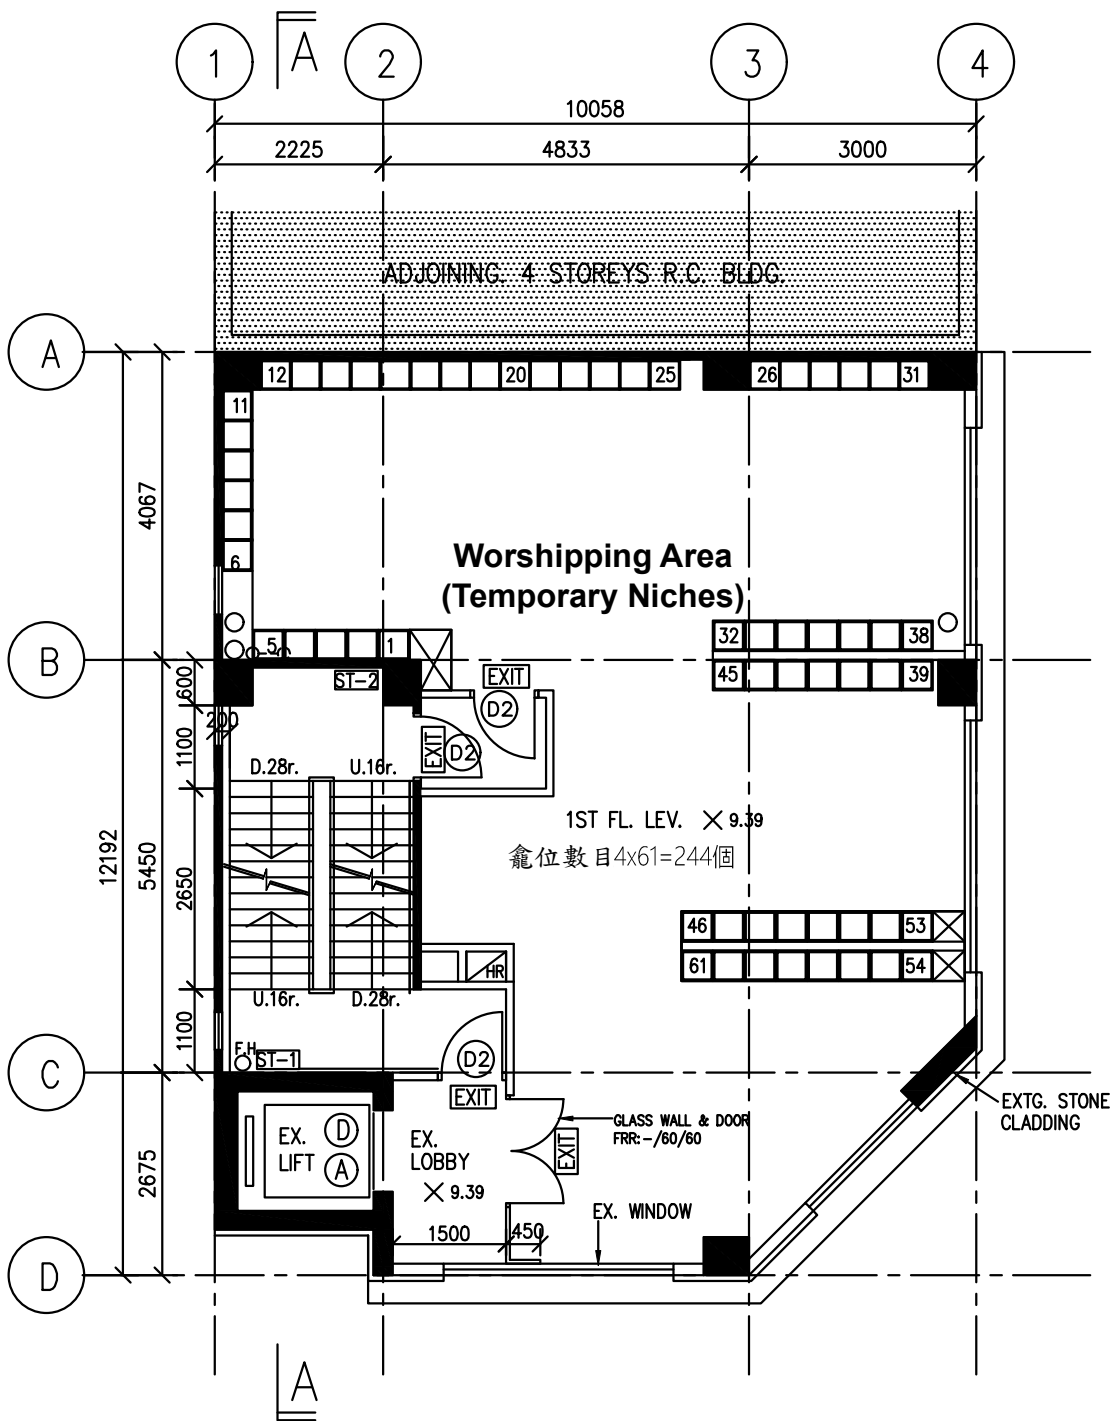 A
1
2
3
4
10058
2225
4833
3000
ADJOINING. 4 STOREYS R.C. BLDG.
A
12
20
25
26
31
11
4067
6
Worshipping Area
(Temporary Niches)
32
38
B
5
1
45
39
600
ST-2
EXIT
D2
200
1100
EXIT
D2
D.28r.
U.16r.
1ST FL. LEV.
9.39
龕位數目4x61=244個
12192
5450
2650
46
53
61
54
HR
U.16r.
D.28r.
1100
F.H
ST-1
C
D2
EXIT
EXTG. STONE
CLADDING
GLASS WALL & DOOR
FRR:-/60/60
EX.
LIFT
D
A
EX.
LOBBY
EXIT
2675
9.39
EX. WINDOW
1500
450
D
A